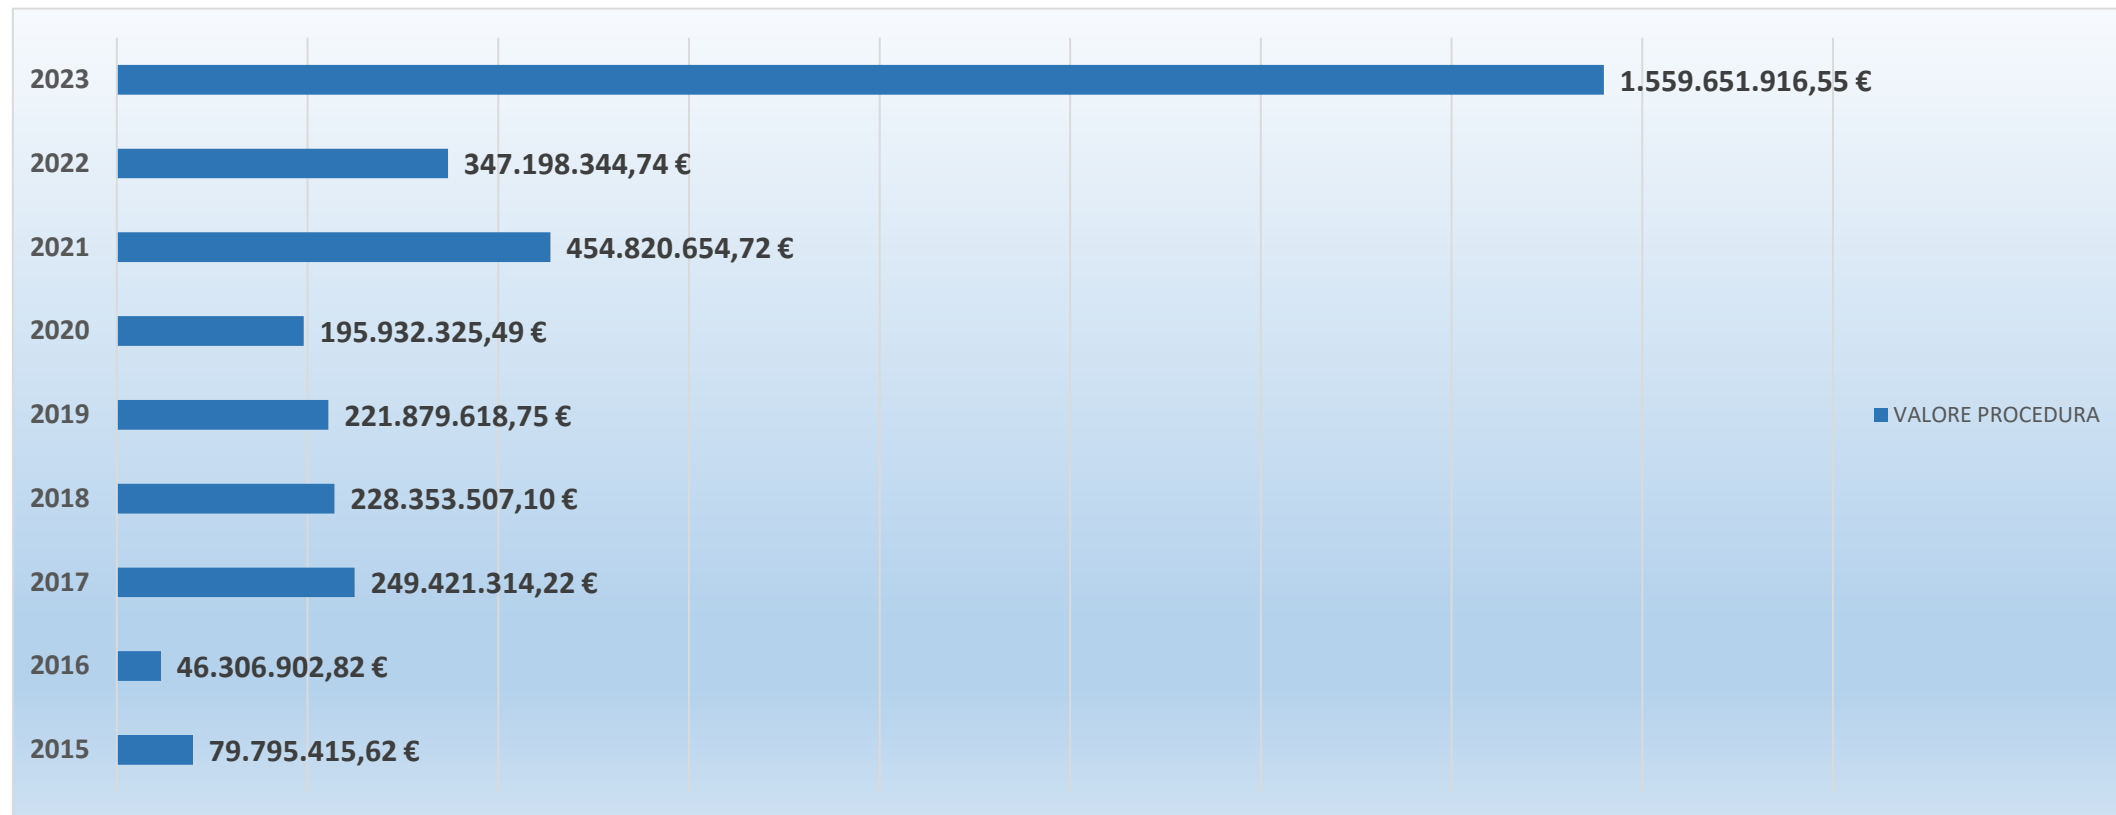 2023 1.559.651.916,55 €
2022 347.198.344,74 €
2021 454.820.654,72 €
2020 195.932.325,49 €
2019 221.879.618,75 €
VALORE PROCEDURA
2018 228.353.507,10 €
2017 249.421.314,22 €
2016 46.306.902,82 €
2015 79.795.415,62 €